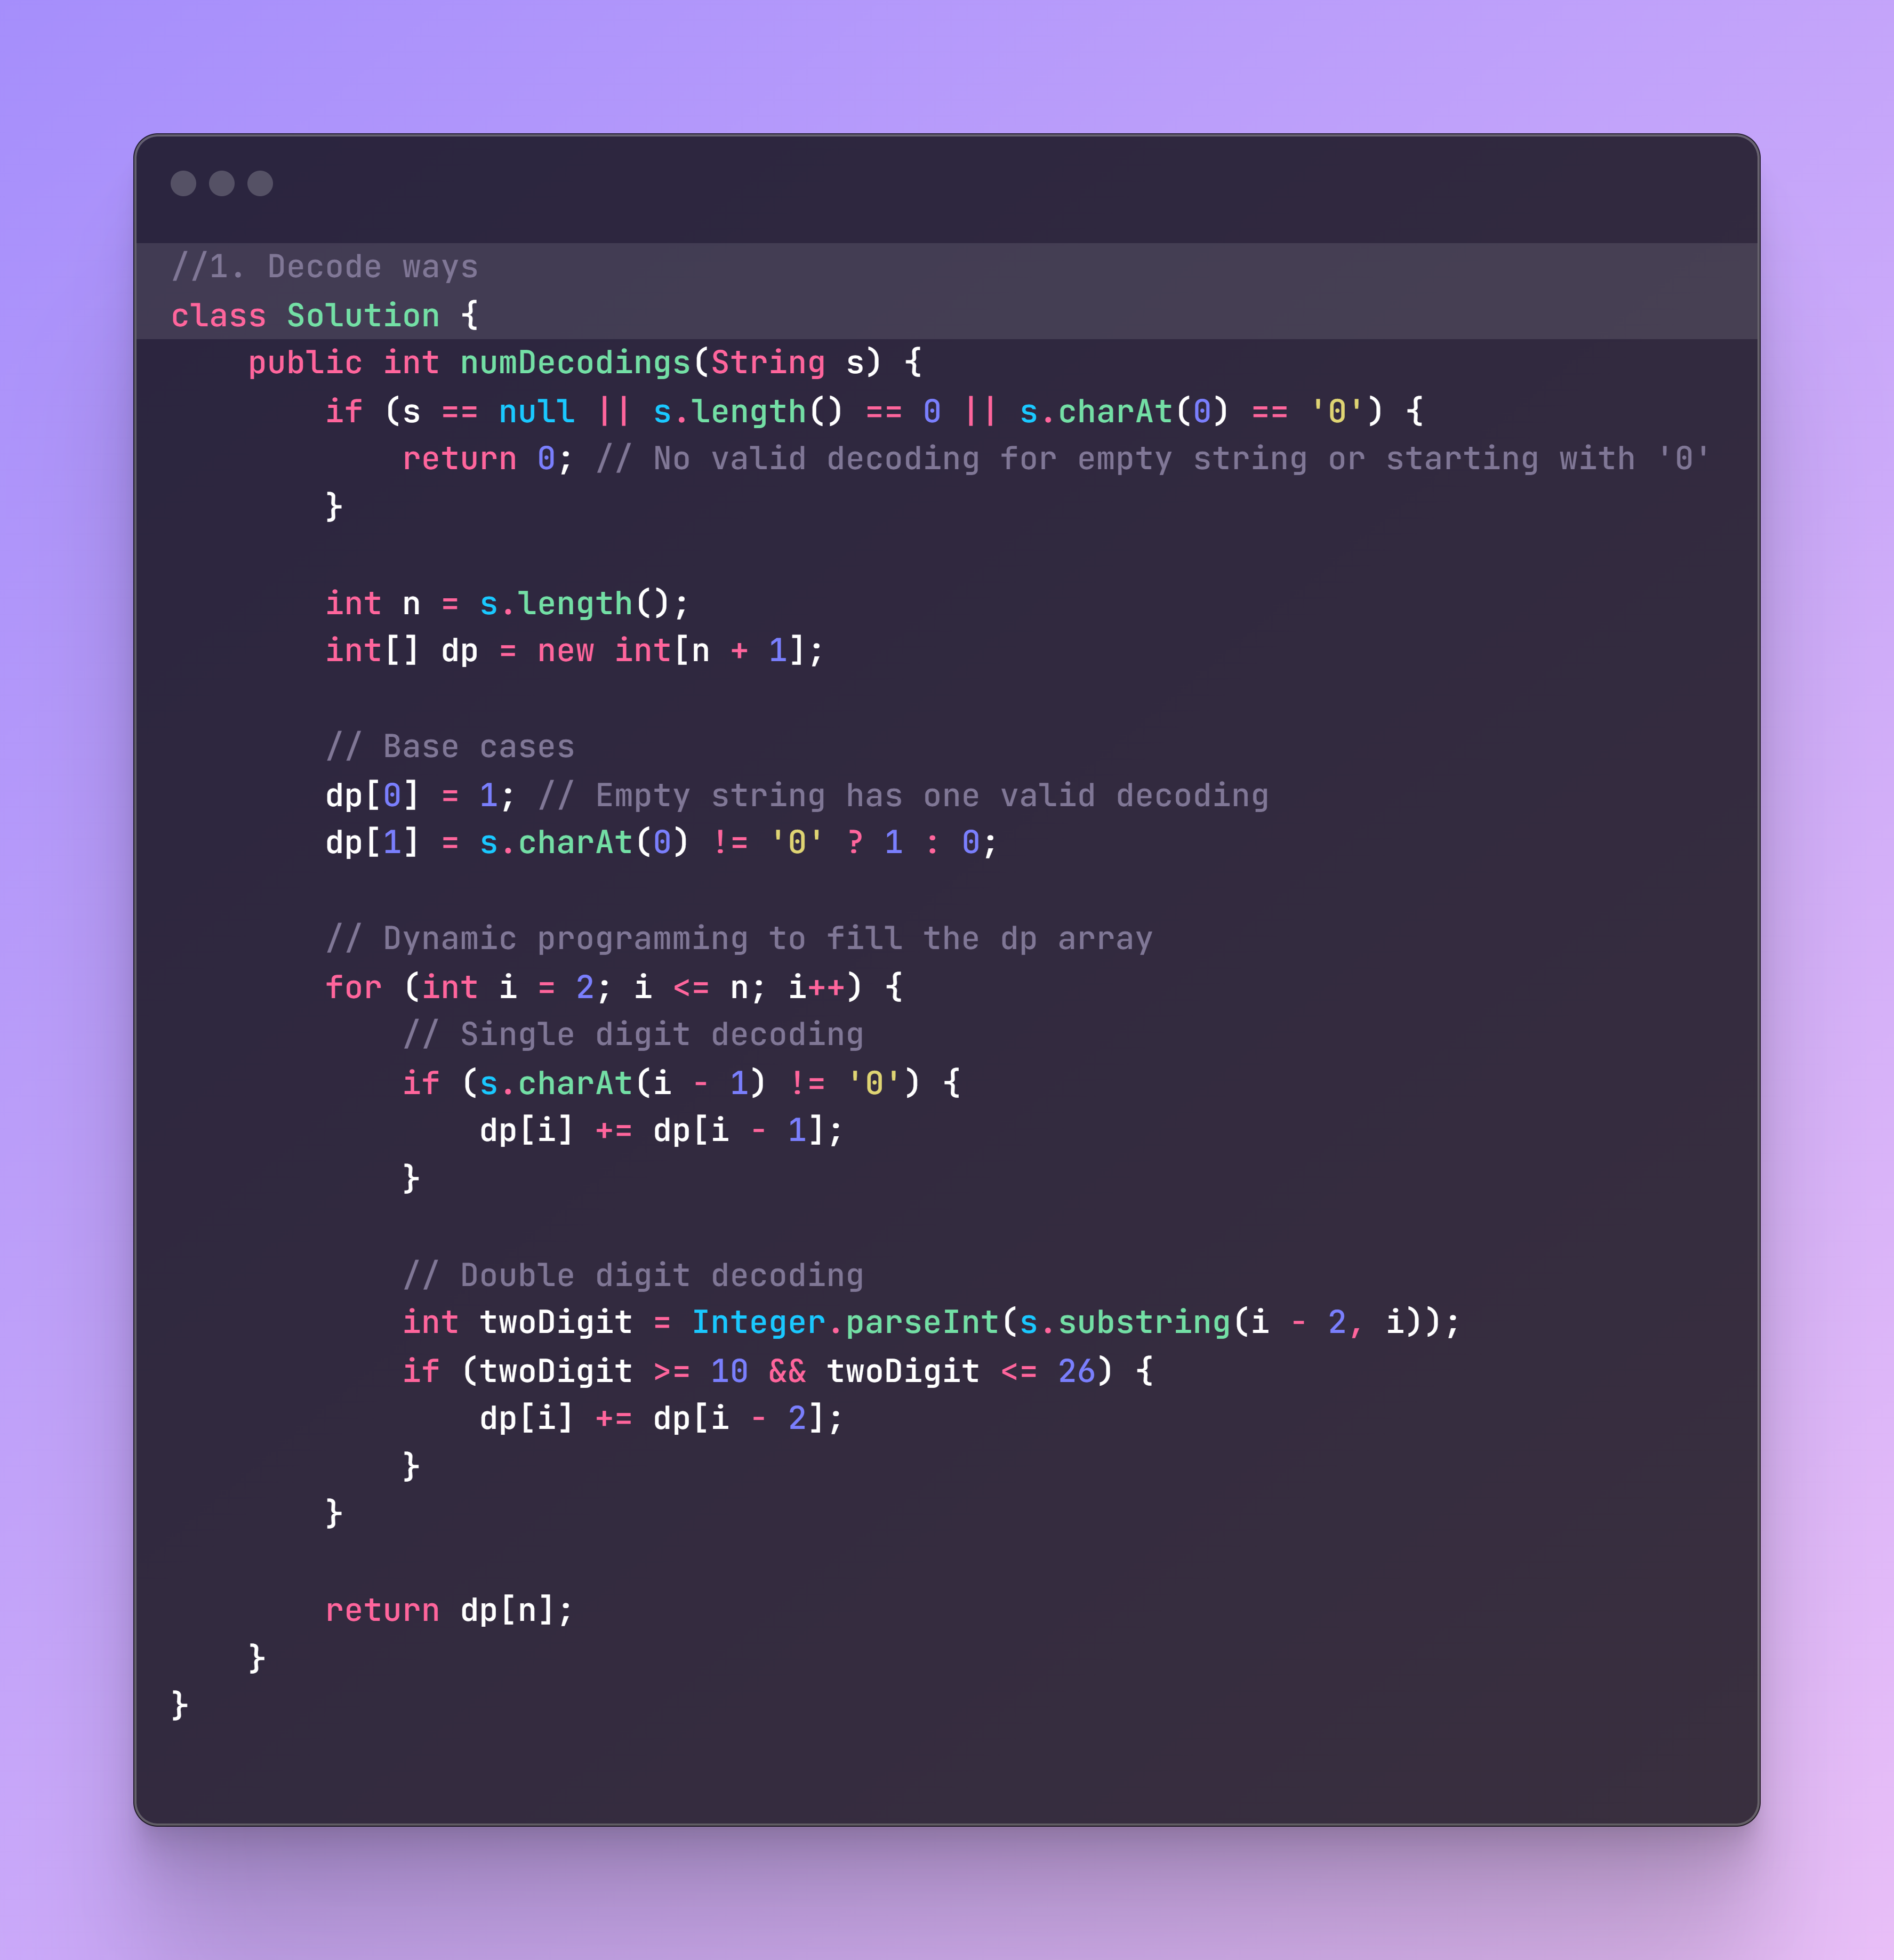 //1. Decode ways
class Solution {
    public int numDecodings(String s) {
        if (s == null || s.length() == 0 || s.charAt(0) == '0') {
            return 0; // No valid decoding for empty string or starting with '0'
        }

        int n = s.length();
        int[] dp = new int[n + 1];

        // Base cases
        dp[0] = 1; // Empty string has one valid decoding
        dp[1] = s.charAt(0) != '0' ? 1 : 0;

        // Dynamic programming to fill the dp array
        for (int i = 2; i <= n; i++) {
            // Single digit decoding
            if (s.charAt(i - 1) != '0') {
                dp[i] += dp[i - 1];
            }

            // Double digit decoding
            int twoDigit = Integer.parseInt(s.substring(i - 2, i));
            if (twoDigit >= 10 && twoDigit <= 26) {
                dp[i] += dp[i - 2];
            }
        }

        return dp[n];
    }
}